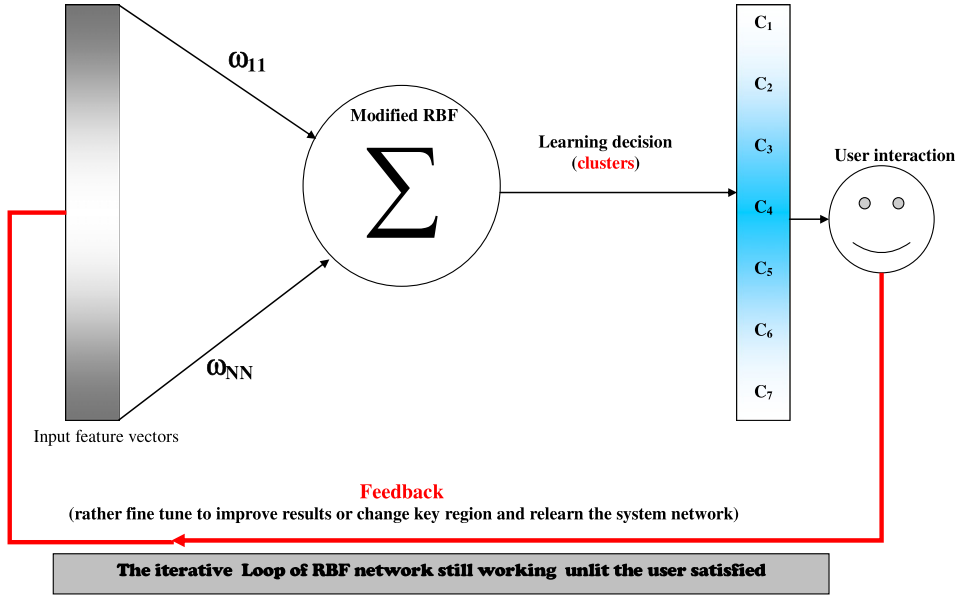 ω11
Modified RBF
∑
ωNN
Input feature vectors
Learning decision
(clusters)
C1
C2
C3
C4
C5
C6
C7
User interaction
Feedback
(rather fine tune to improve results or change key region and relearn the system network)
The iterative Loop of RBF network still working unlit the user satisfied